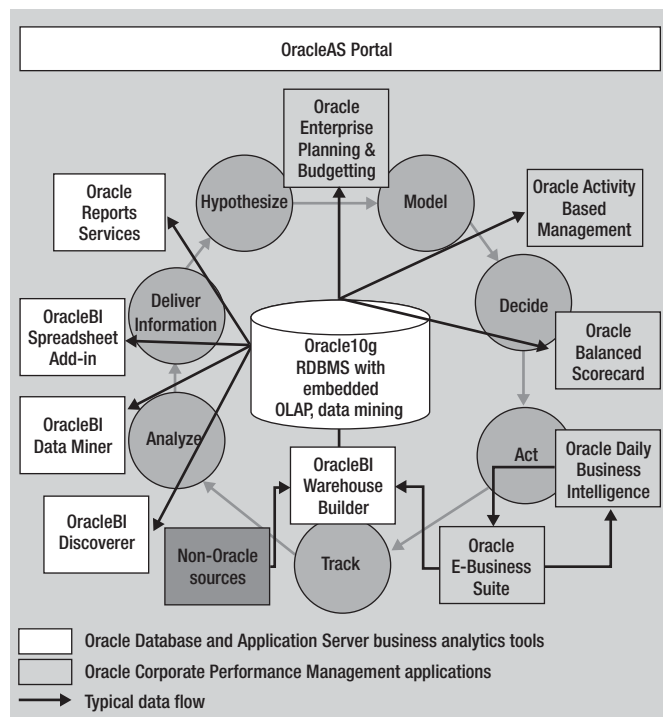 OracleAS Portal
Oracle
Enterprise
Planning &
Budgetting
Hypothesize
Model
Oracle
Reports
Services
Oracle Activity
Based
Management
Deliver
Information
Decide
OracleBI
Spreadsheet
Add-in
Oracle10g
RDBMS with
embedded
OLAP, data mining
Oracle
Balanced
Scorecard
OracleBI
Data Miner
Analyze
Act
Oracle Daily
Business
Intelligence
OracleBI
Warehouse
Builder
OracleBI
Discoverer
Non-Oracle
sources
Track
Oracle
E-Business
Suite
Oracle Database and Application Server business analytics tools
Oracle Corporate Performance Management applications
Typical data flow